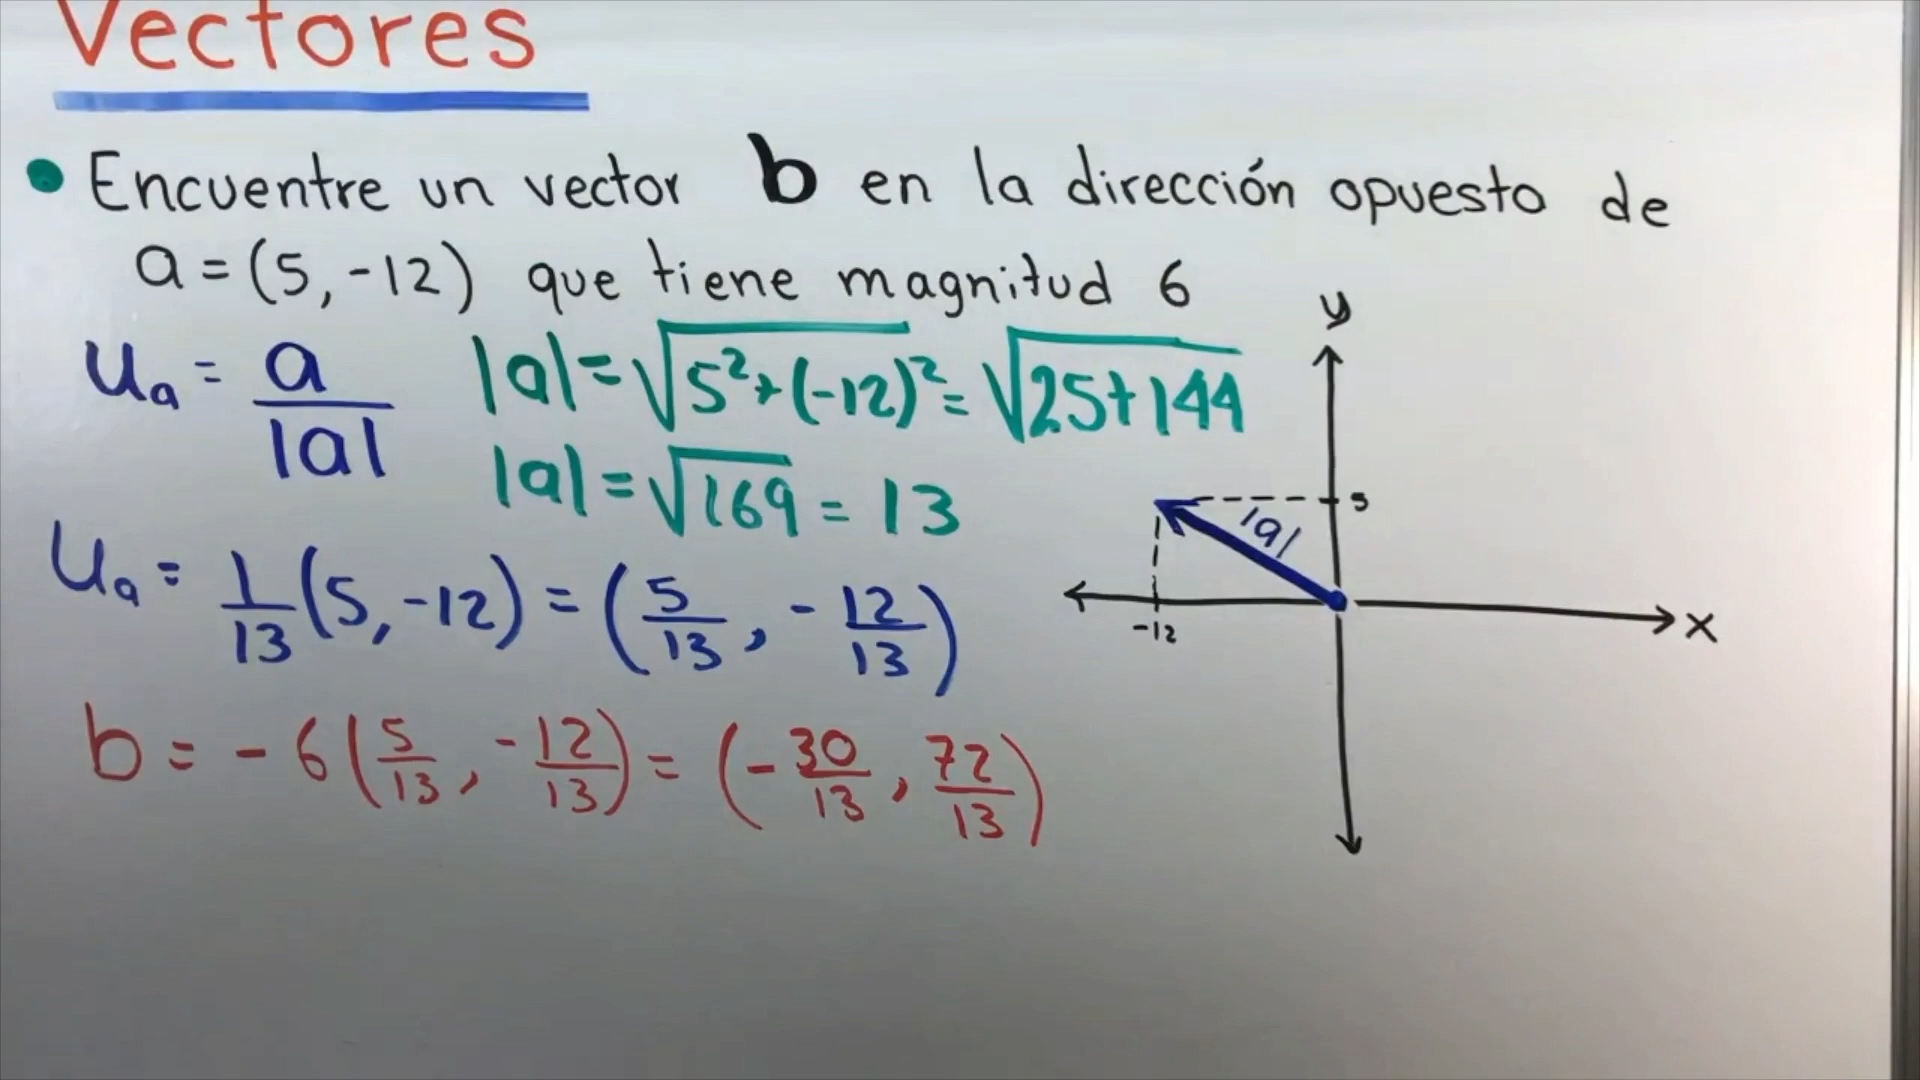 Vectores
• Encuentre un vector b en la dirección opuesto de
a = (5, -12) que tiene magnitud 6
Ua = a/|a| |a| = √5² + (-12)² = √25 + 144
|a| = √169 = 13
Ua = 1/13 (5, -12) = (5/13, - 12/13)
b = - 6 (5/13, - 12/13) = (- 30/13, 72/13)
y
5
|a|
-12
x